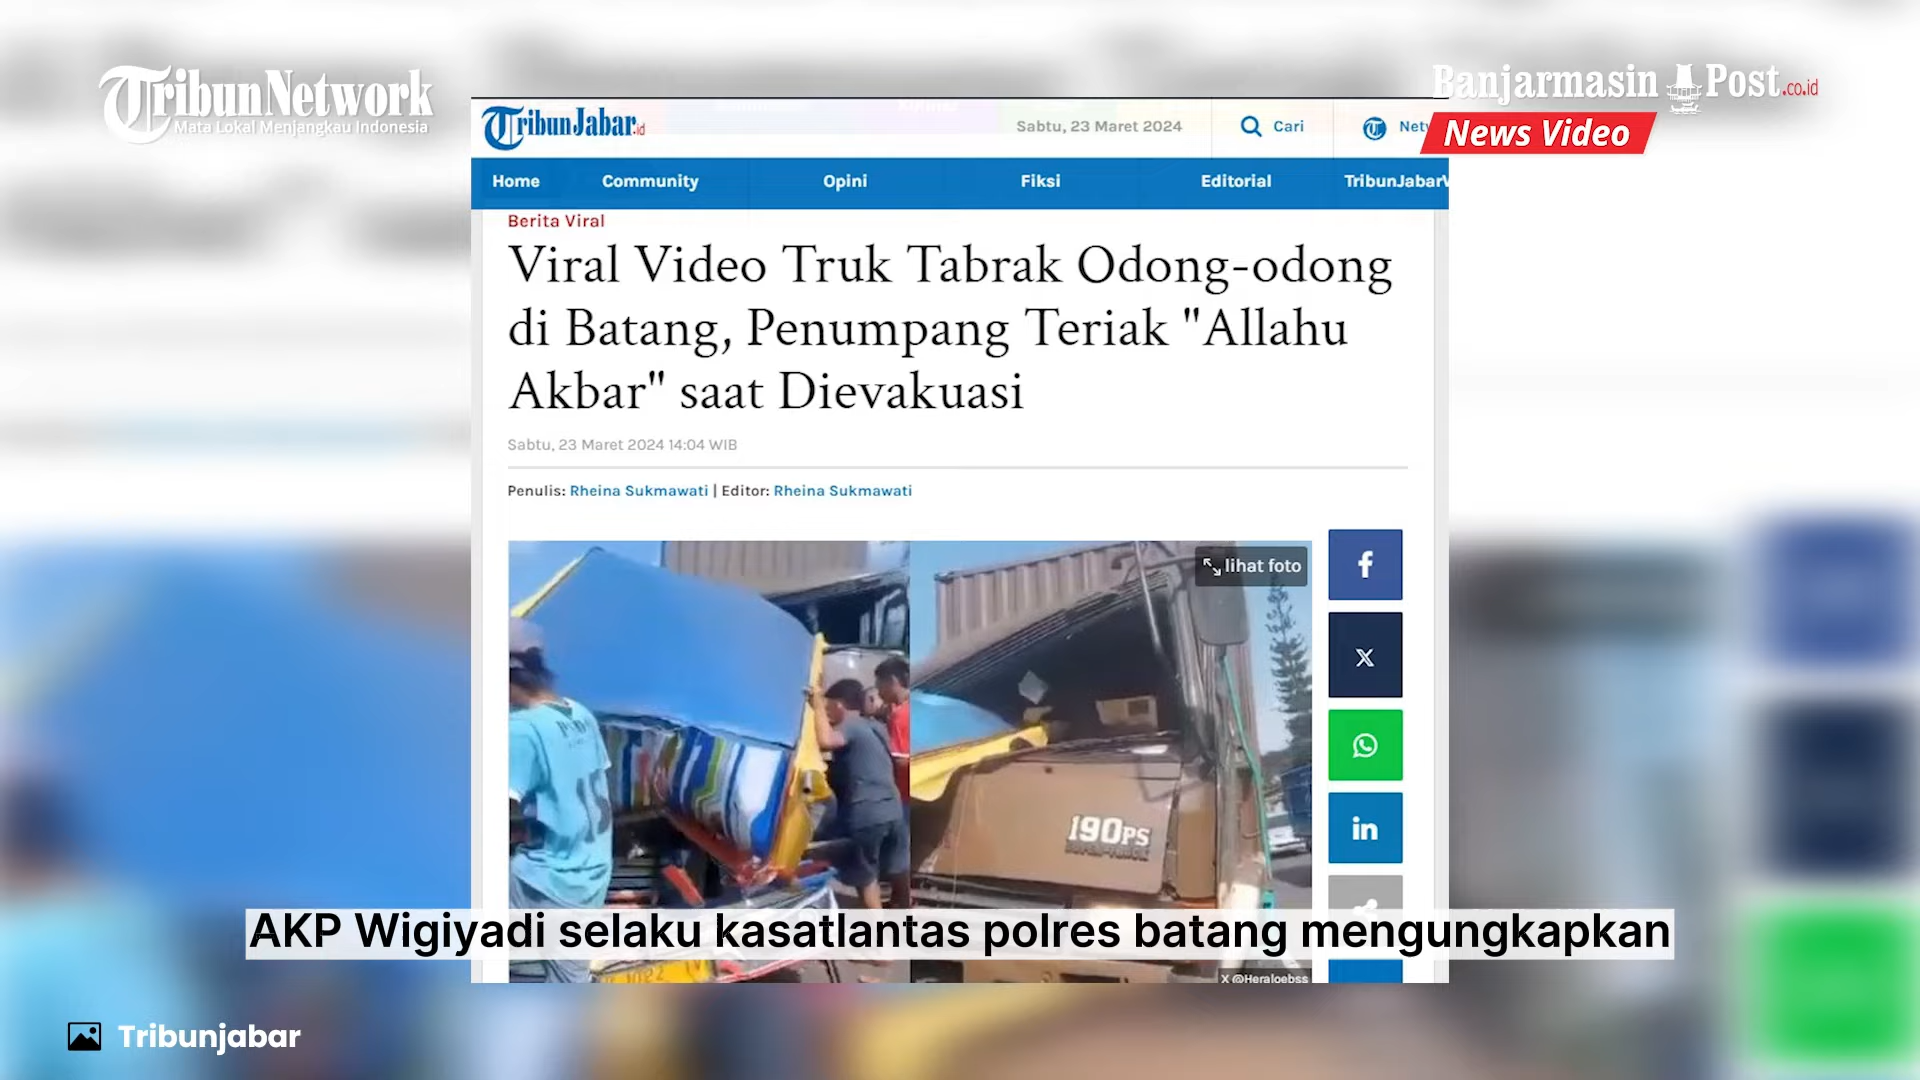 TribunNetwork
Mata Lokal Menjangkau Indonesia
Banjarmasin Post.co.id
News Video
TribunJabar.id
Sabtu, 23 Maret 2024
Cari
Home
Community
Opini
Fiksi
Editorial
Berita Viral
Viral Video Truk Tabrak Odong-odong
di Batang, Penumpang Teriak "Allahu
Akbar" saat Dievakuasi
Sabtu, 23 Maret 2024 14:04 WIB
Penulis: Rheina Sukmawati | Editor: Rheina Sukmawati
lihat foto
190PS
AKP Wigiyadi selaku kasatlantas polres batang mengungkapkan
X @Heraloebss
Tribunjabar